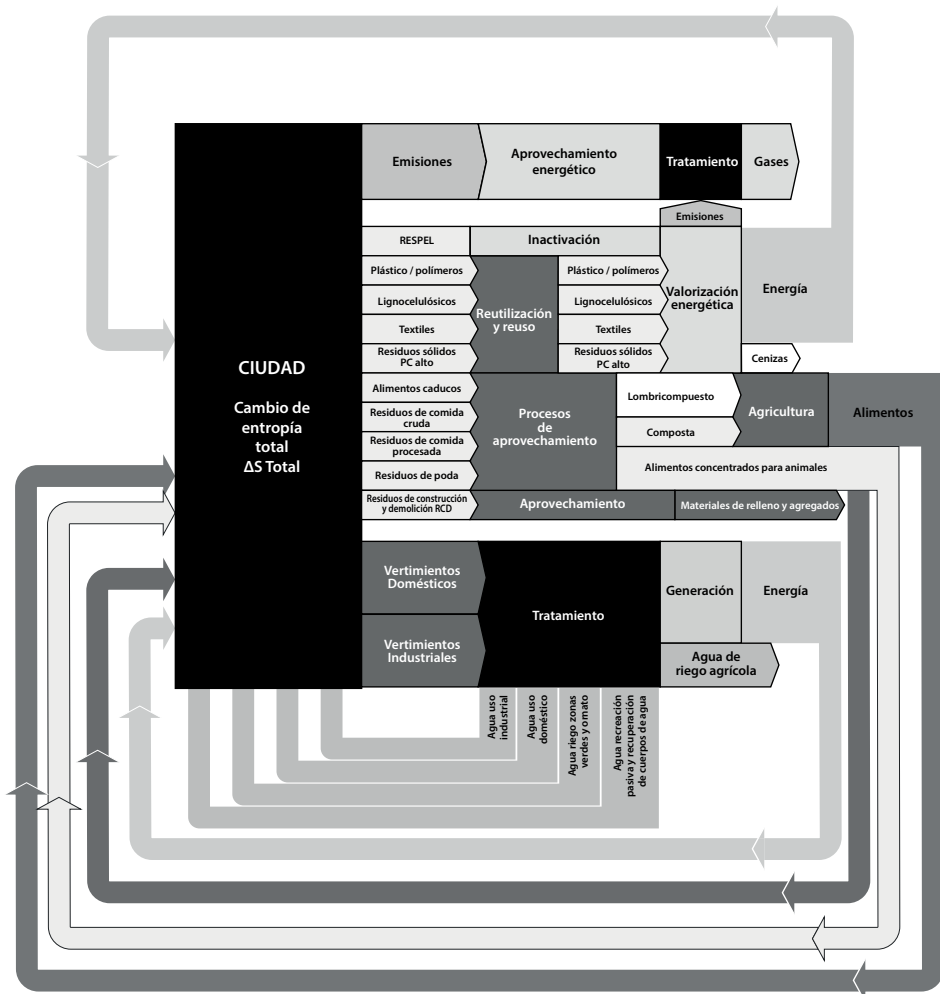 Emisiones
Aprovechamiento
energético
Tratamiento
Gases
Emisiones
RESPEL
Inactivación
Plástico / polímeros
Lignocelulósicos
Textiles
Residuos sólidos
PC alto
Reutilización
y reuso
Plástico / polímeros
Lignocelulósicos
Textiles
Residuos sólidos
PC alto
Valorización
energética
Energía
Cenizas
CIUDAD
Cambio de
entropía
total
ΔS Total
Alimentos caducos
Residuos de comida
cruda
Residuos de comida
procesada
Residuos de poda
Procesos
de
aprovechamiento
Lombricompuesto
Composta
Agricultura
Alimentos
Alimentos concentrados para animales
Residuos de construcción
y demolición RCD
Aprovechamiento
Materiales de relleno y agregados
Vertimientos
Domésticos
Vertimientos
Industriales
Tratamiento
Generación
Energía
Agua de
riego agrícola
Agua uso
industrial
Agua uso
doméstico
Agua riego zonas
verdes y ornato
Agua recreación
pasiva y recuperación
de cuerpos de agua